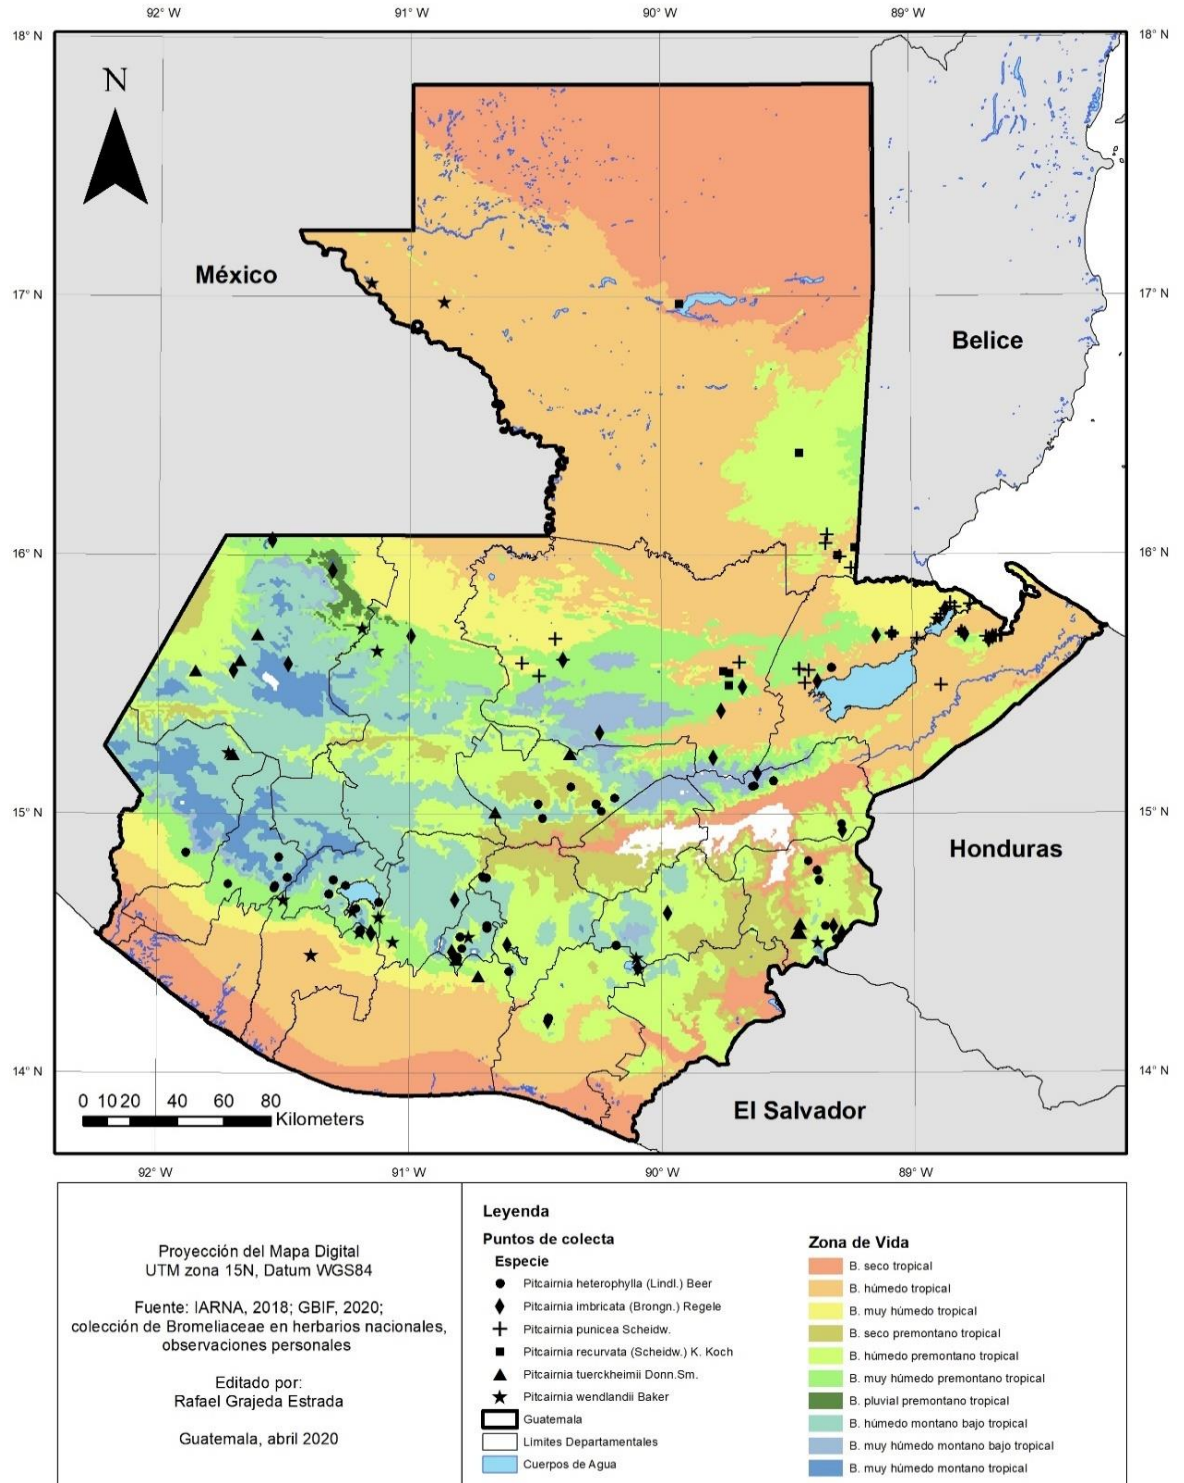 92° W 91° W 90° W 89° W
18° N 18° N
N
México
17° N 17° N
Belice
16° N 16° N
15° N 15° N
Honduras
14° N 14° N
0 10 20 40 60 80
Kilometers
El Salvador
92° W 91° W 90° W 89° W
Proyección del Mapa Digital
UTM zona 15N, Datum WGS84
Fuente: IARNA, 2018; GBIF, 2020;
colección de Bromeliaceae en herbarios nacionales,
observaciones personales
Editado por:
Rafael Grajeda Estrada
Guatemala, abril 2020
Leyenda
Puntos de colecta
Especie
Pitcairnia heterophylla (Lindl.) Beer
Pitcairnia imbricata (Brongn.) Regele
Pitcairnia punicea Scheidw.
Pitcairnia recurvata (Scheidw.) K. Koch
Pitcairnia tuerckheimii Donn.Sm.
Pitcairnia wendlandii Baker
Guatemala
Límites Departamentales
Cuerpos de Agua
Zona de Vida
B. seco tropical
B. húmedo tropical
B. muy húmedo tropical
B. seco premontano tropical
B. húmedo premontano tropical
B. muy húmedo premontano tropical
B. pluvial premontano tropical
B. húmedo montano bajo tropical
B. muy húmedo montano bajo tropical
B. muy húmedo montano tropical